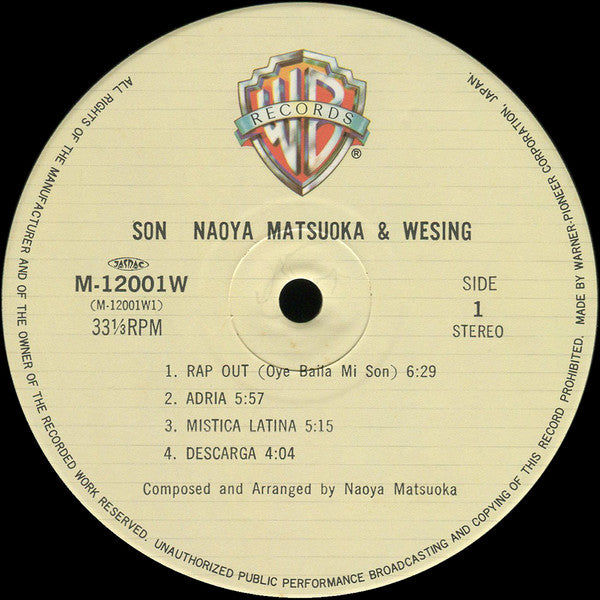 WB
RECORDS
®
SON NAOYA MATSUOKA & WESING
JASRAC
M-12001W
(M-12001W1)
33⅓RPM
SIDE
1
STEREO
1. RAP OUT (Oye Baila Mi Son) 6:29
2. ADRIA 5:57
3. MISTICA LATINA 5:15
4. DESCARGA 4:04
Composed and Arranged by Naoya Matsuoka
ALL RIGHTS OF THE MANUFACTURER AND OF THE OWNER OF THE RECORDED WORK RESERVED. UNAUTHORIZED PUBLIC PERFORMANCE BROADCASTING AND COPYING OF THIS RECORD PROHIBITED. MADE BY WARNER-PIONEER CORPORATION, JAPAN.